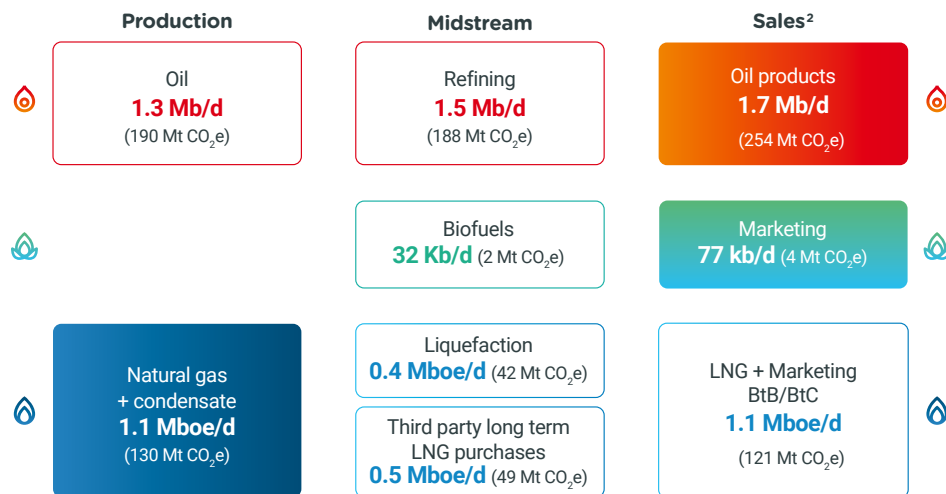 Production
Midstream
Sales²
Oil
1.3 Mb/d
(190 Mt CO₂e)
Refining
1.5 Mb/d
(188 Mt CO₂e)
Oil products
1.7 Mb/d
(254 Mt CO₂e)
Biofuels
32 Kb/d (2 Mt CO₂e)
Marketing
77 kb/d (4 Mt CO₂e)
Natural gas
+ condensate
1.1 Mboe/d
(130 Mt CO₂e)
Liquefaction
0.4 Mboe/d (42 Mt CO₂e)
Third party long term
LNG purchases
0.5 Mboe/d (49 Mt CO₂e)
LNG + Marketing
BtB/BtC
1.1 Mboe/d
(121 Mt CO₂e)